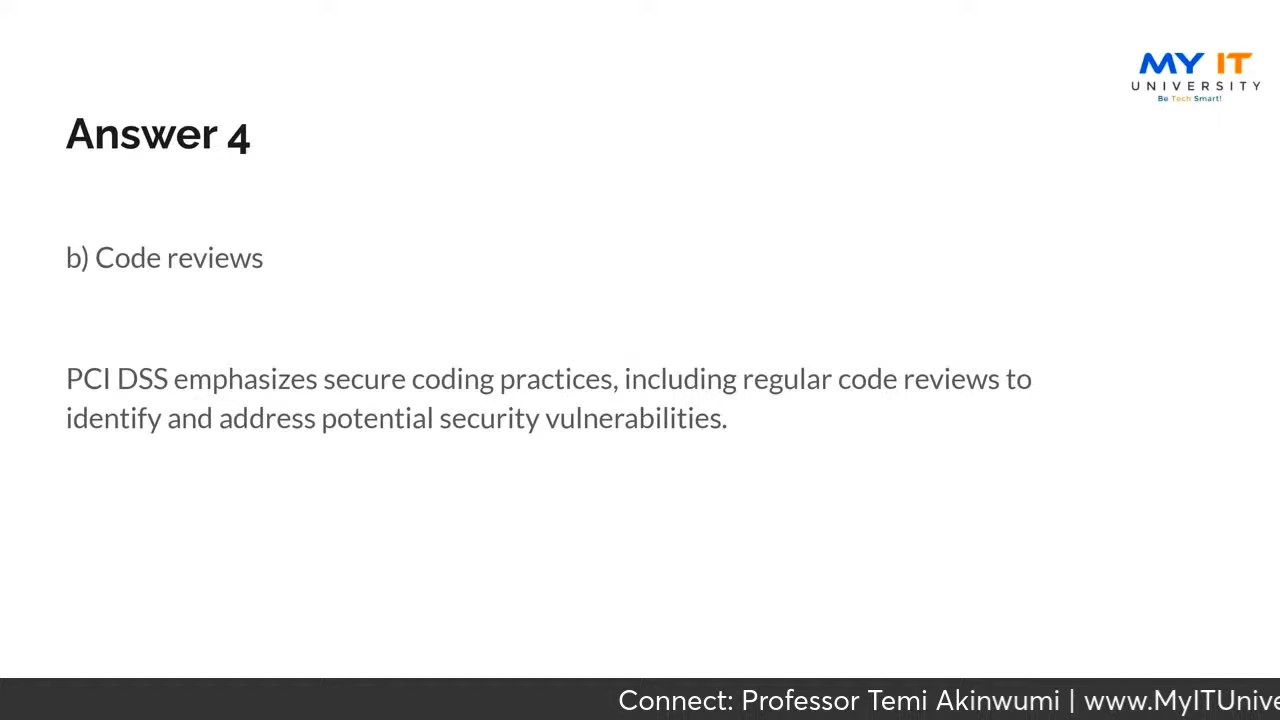 MY IT
UNIVERSITY
Be Tech Smart!
Answer 4
b) Code reviews
PCI DSS emphasizes secure coding practices, including regular code reviews to
identify and address potential security vulnerabilities.
Connect: Professor Temi Akinwumi | www.MyITUnive